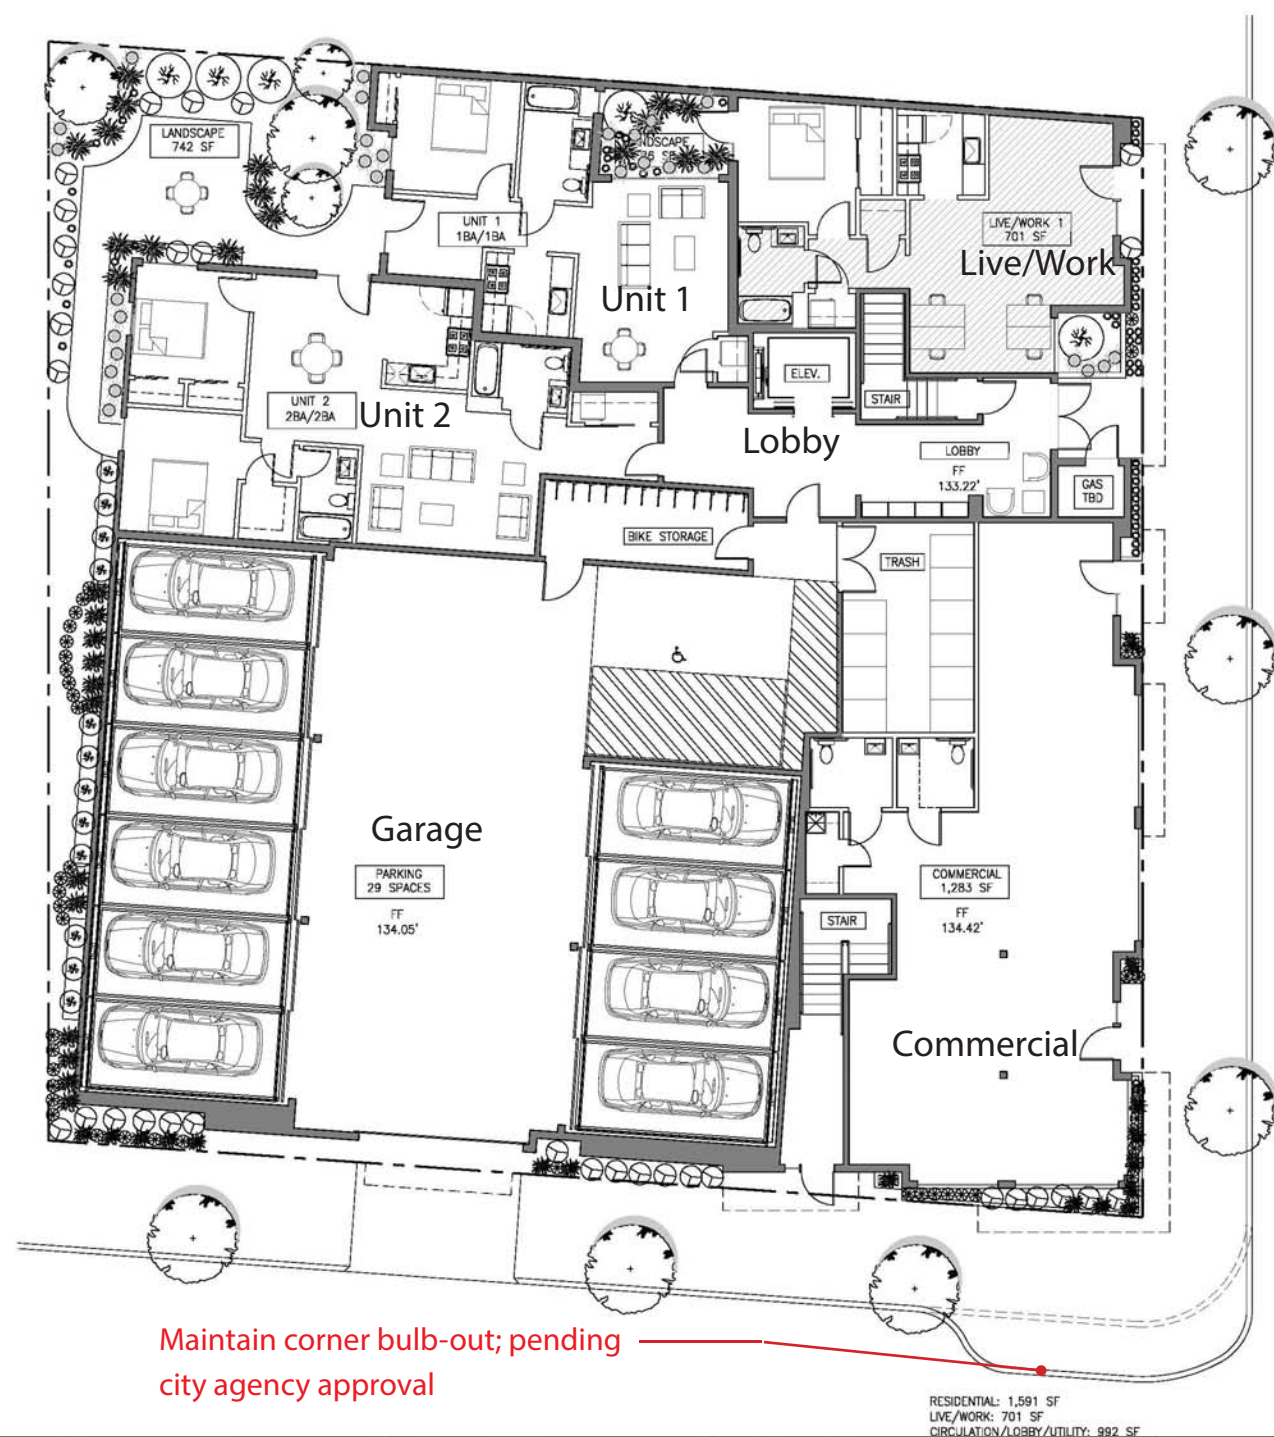 LANDSCAPE
742 SF
UNIT 1
1BA/1BA
SF
LIVE/WORK 1
701 SF
Live/Work
Unit 1
ELEV.
STAIR
UNIT 2
2BA/2BA
Unit 2
Lobby
LOBBY
FF
133.22'
GAS
TBD
BIKE STORAGE
TRASH
Garage
PARKING
29 SPACES
FF
134.05'
COMMERCIAL
1,283 SF
FF
134.42'
STAIR
Commercial
Maintain corner bulb-out; pending
city agency approval
RESIDENTIAL: 1,591 SF
LIVE/WORK: 701 SF
CIRCULATION/LOBBY/UTILITY: 992 SF